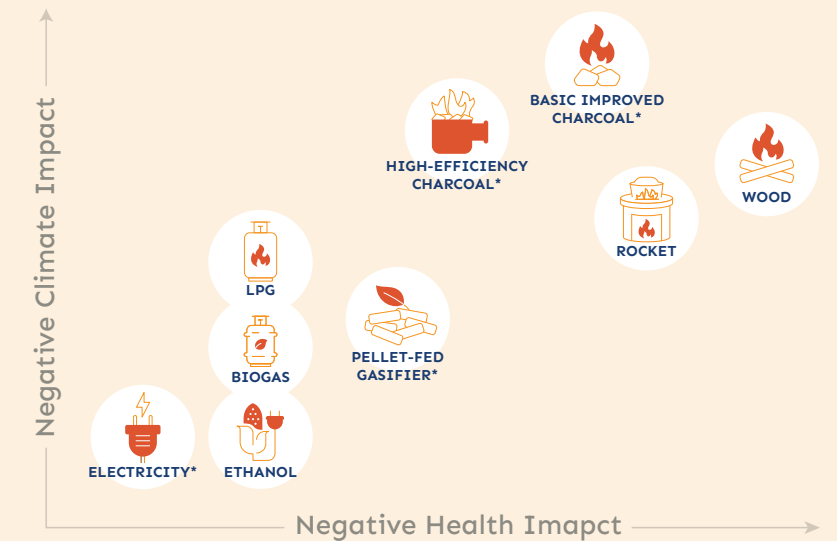 Negative Climate Impact
BASIC IMPROVED
CHARCOAL*
HIGH-EFFICIENCY
CHARCOAL*
WOOD
ROCKET
LPG
PELLET-FED
GASIFIER*
BIOGAS
ELECTRICITY*
ETHANOL
Negative Health Imapct